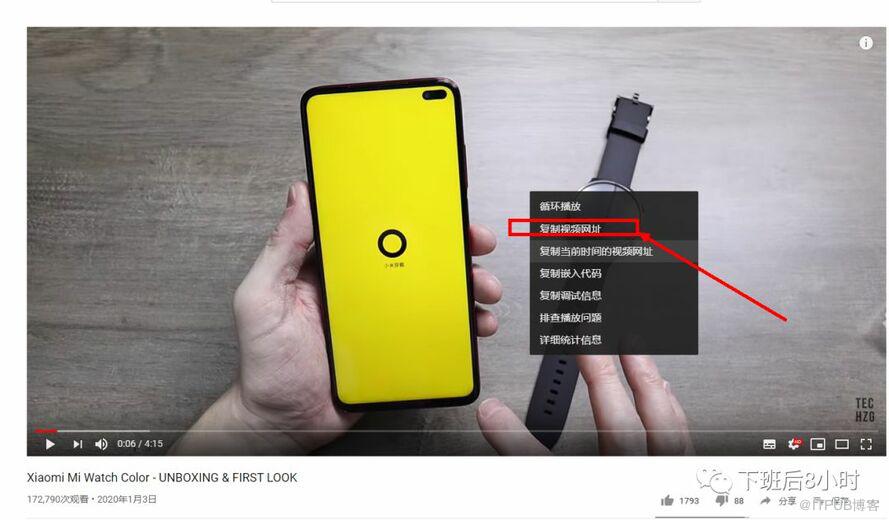 小米穿戴
循环播放
复制视频网址
复制当前时间的视频网址
复制嵌入代码
复制调试信息
排查播放问题
详细统计信息
TEC
HZG
0:06 / 4:15
HD
Xiaomi Mi Watch Color - UNBOXING & FIRST LOOK
172,790次观看 • 2020年1月3日
1793
88
分享
保存
下班后8小时
@ITPUB博客